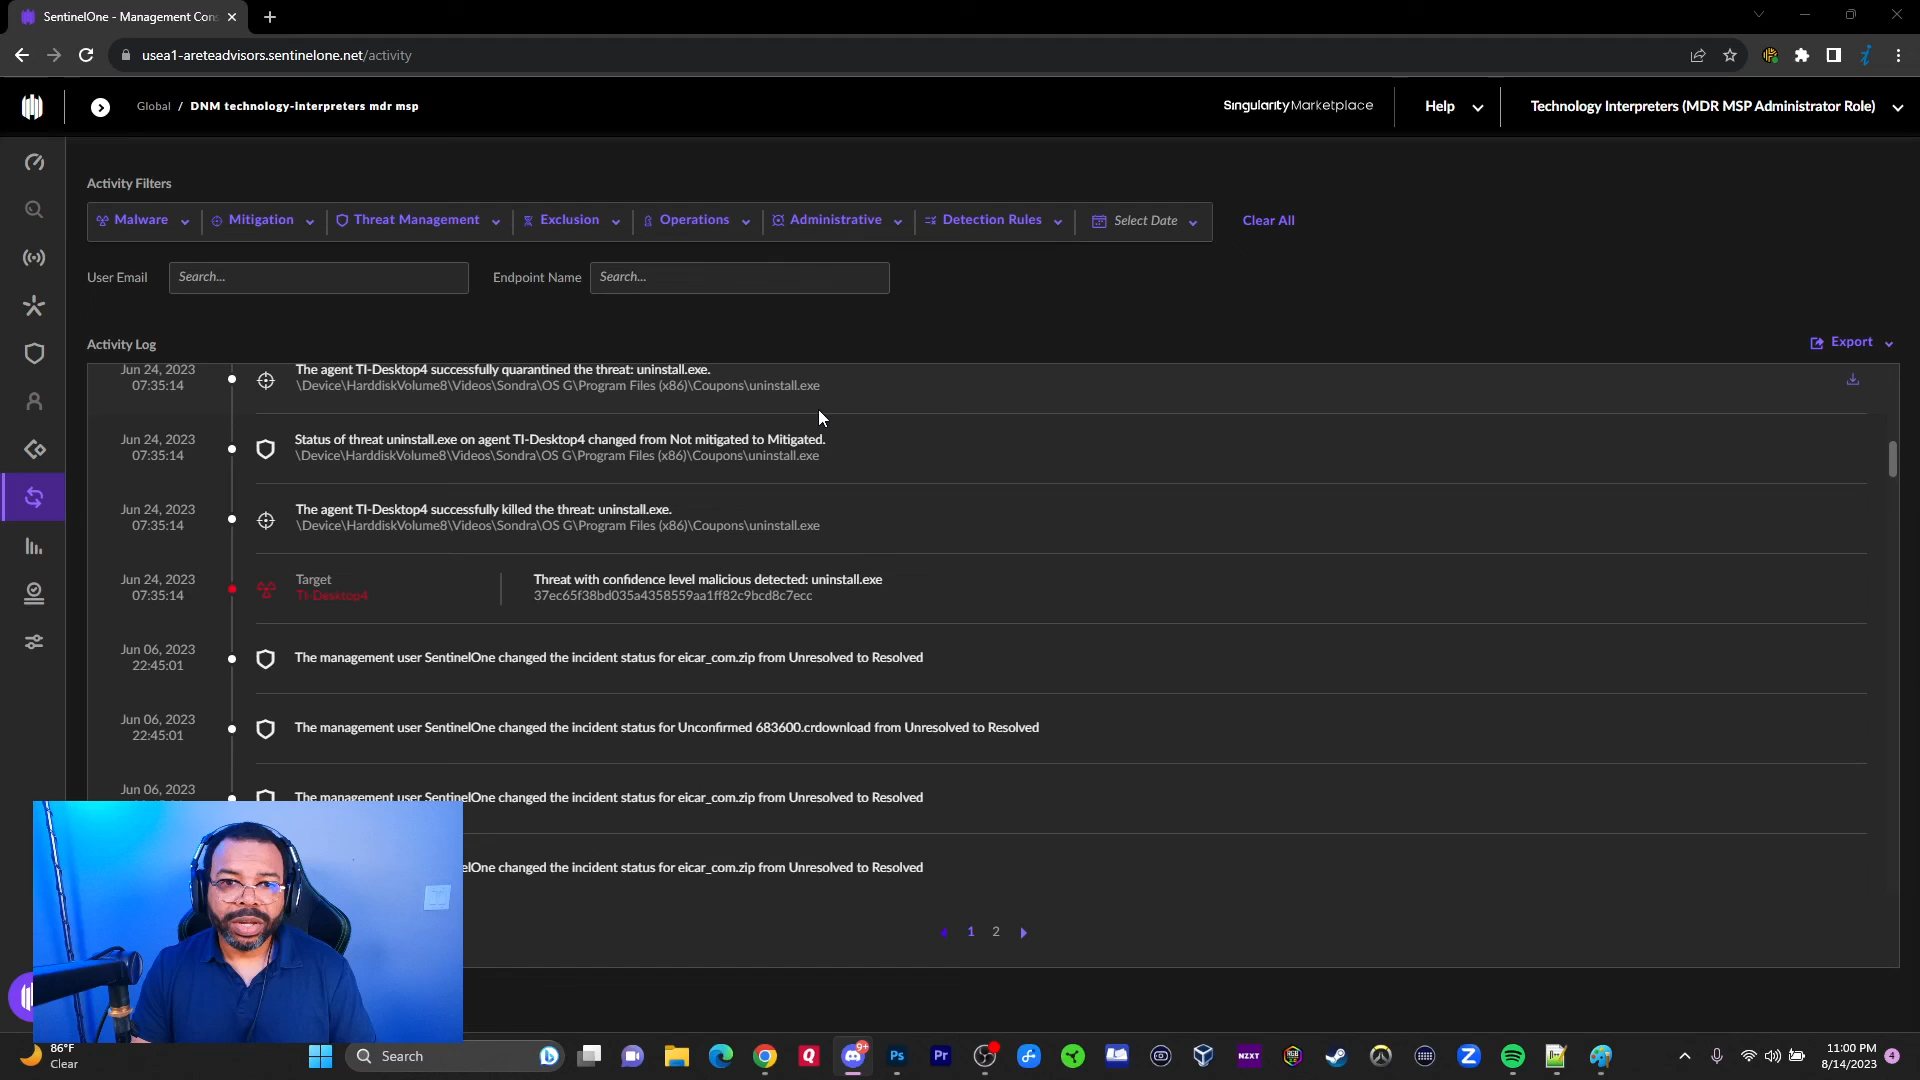 SentinelOne - Management Cons
usea1-areteadvisors.sentinelone.net/activity
Global / DNM technology-interpreters mdr msp
Singularity Marketplace
Help
Technology Interpreters (MDR MSP Administrator Role)
Activity Filters
Malware
Mitigation
Threat Management
Exclusion
Operations
Administrative
Detection Rules
Select Date
Clear All
User Email
Search...
Endpoint Name
Search...
Activity Log
Export
Jun 24, 2023
07:35:14
The agent TI-Desktop4 successfully quarantined the threat: uninstall.exe.
\Device\HarddiskVolume8\Videos\Sondra\OS G\Program Files (x86)\Coupons\uninstall.exe
Jun 24, 2023
07:35:14
Status of threat uninstall.exe on agent TI-Desktop4 changed from Not mitigated to Mitigated.
\Device\HarddiskVolume8\Videos\Sondra\OS G\Program Files (x86)\Coupons\uninstall.exe
Jun 24, 2023
07:35:14
The agent TI-Desktop4 successfully killed the threat: uninstall.exe.
\Device\HarddiskVolume8\Videos\Sondra\OS G\Program Files (x86)\Coupons\uninstall.exe
Jun 24, 2023
07:35:14
Target
TI-Desktop4
Threat with confidence level malicious detected: uninstall.exe
37ec65f38bd035a4358559aa1ff82c9bcd8c7ecc
Jun 06, 2023
22:45:01
The management user SentinelOne changed the incident status for eicar_com.zip from Unresolved to Resolved
Jun 06, 2023
22:45:01
The management user SentinelOne changed the incident status for Unconfirmed 683600.crdownload from Unresolved to Resolved
Jun 06, 2023
The management user SentinelOne changed the incident status for eicar_com.zip from Unresolved to Resolved
elOne changed the incident status for eicar_com.zip from Unresolved to Resolved
1 2
86°F
Clear
Search
9+
Ps
Pr
NZXT
11:00 PM
8/14/2023
4